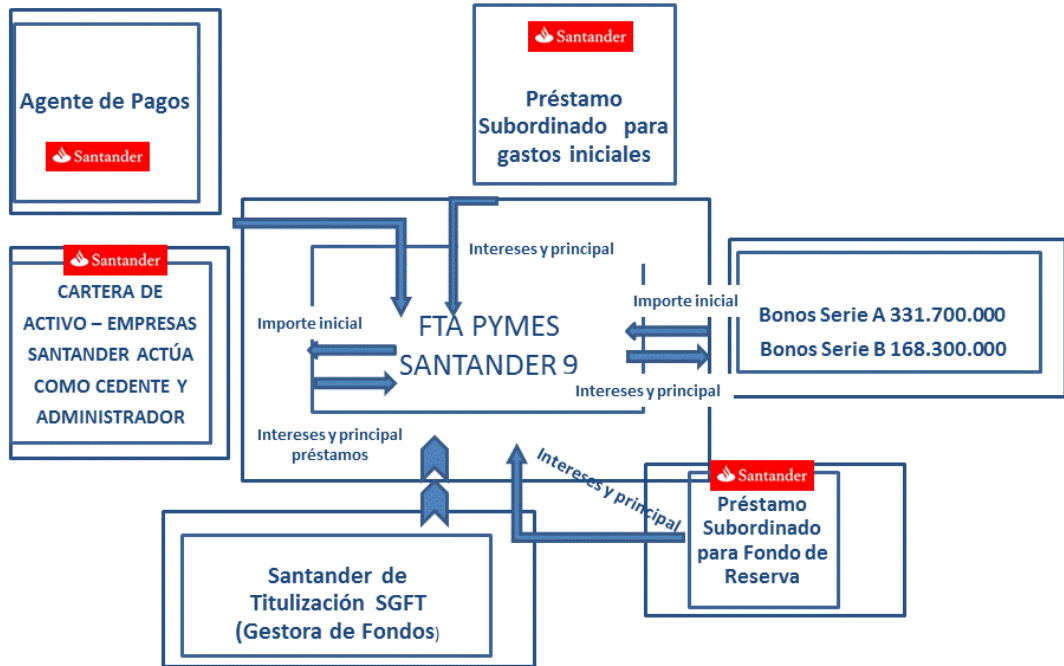 Agente de Pagos
Santander
Santander
Préstamo
Subordinado para
gastos iniciales
Santander
CARTERA DE
ACTIVO – EMPRESAS
SANTANDER ACTÚA
COMO CEDENTE Y
ADMINISTRADOR
Intereses y principal
Importe inicial
FTA PYMES
SANTANDER 9
Importe inicial
Intereses y principal
Bonos Serie A 331.700.000
Bonos Serie B 168.300.000
Intereses y principal
préstamos
Intereses y principal
Santander
Préstamo
Subordinado
para Fondo de
Reserva
Santander de
Titulización SGFT
(Gestora de Fondos)